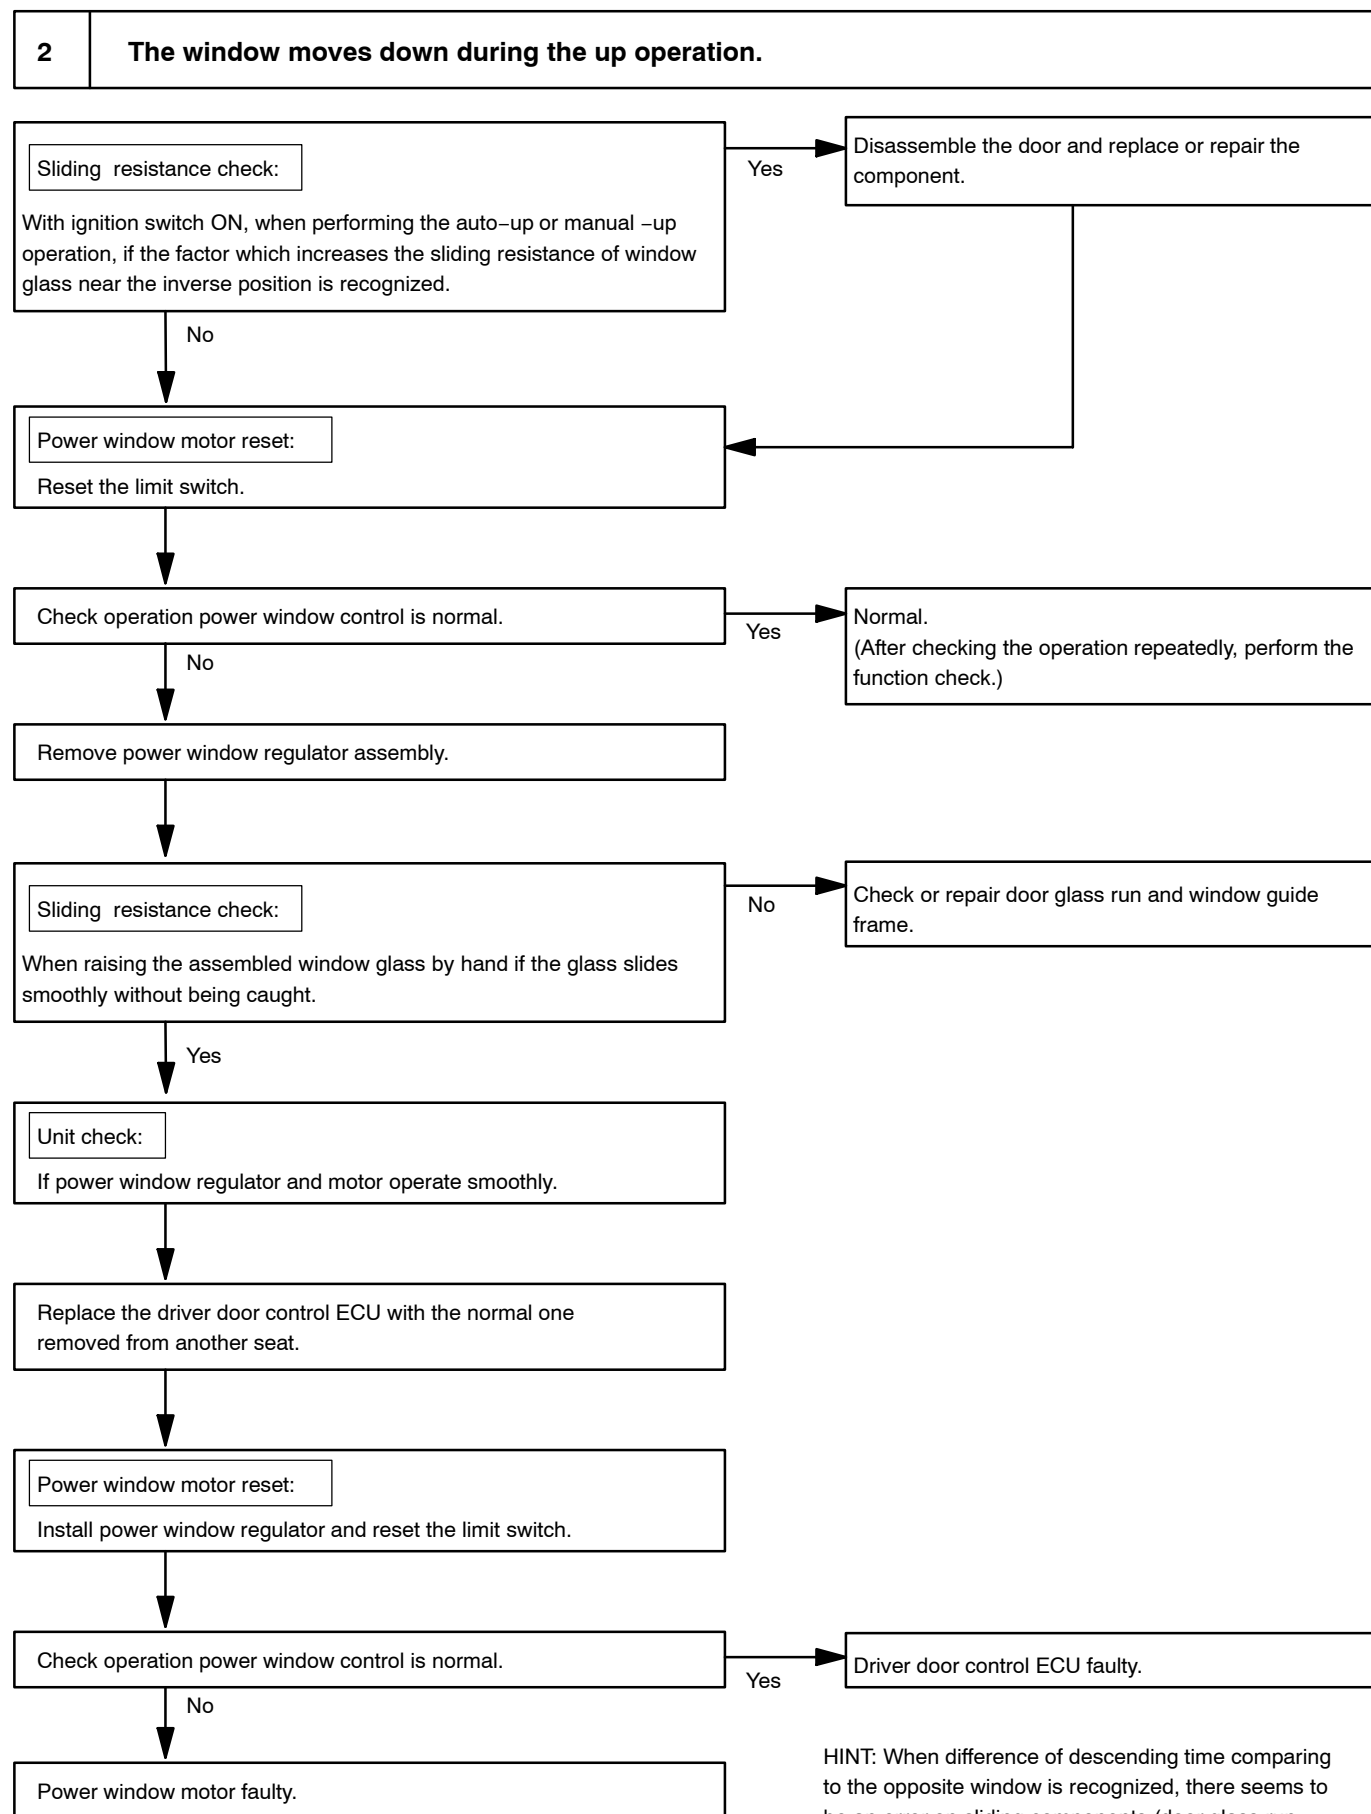 2 The window moves down during the up operation.
Sliding resistance check:
With ignition switch ON, when performing the auto−up or manual −up
operation, if the factor which increases the sliding resistance of window
glass near the inverse position is recognized.
Yes
Disassemble the door and replace or repair the
component.
No
Power window motor reset:
Reset the limit switch.
Check operation power window control is normal.
Yes
Normal.
(After checking the operation repeatedly, perform the
function check.)
No
Remove power window regulator assembly.
Sliding resistance check:
When raising the assembled window glass by hand if the glass slides
smoothly without being caught.
No
Check or repair door glass run and window guide
frame.
Yes
Unit check:
If power window regulator and motor operate smoothly.
Replace the driver door control ECU with the normal one
removed from another seat.
Power window motor reset:
Install power window regulator and reset the limit switch.
Check operation power window control is normal.
Yes
Driver door control ECU faulty.
No
Power window motor faulty.
HINT: When difference of descending time comparing
to the opposite window is recognized, there seems to
be an error on sliding components (door glass run